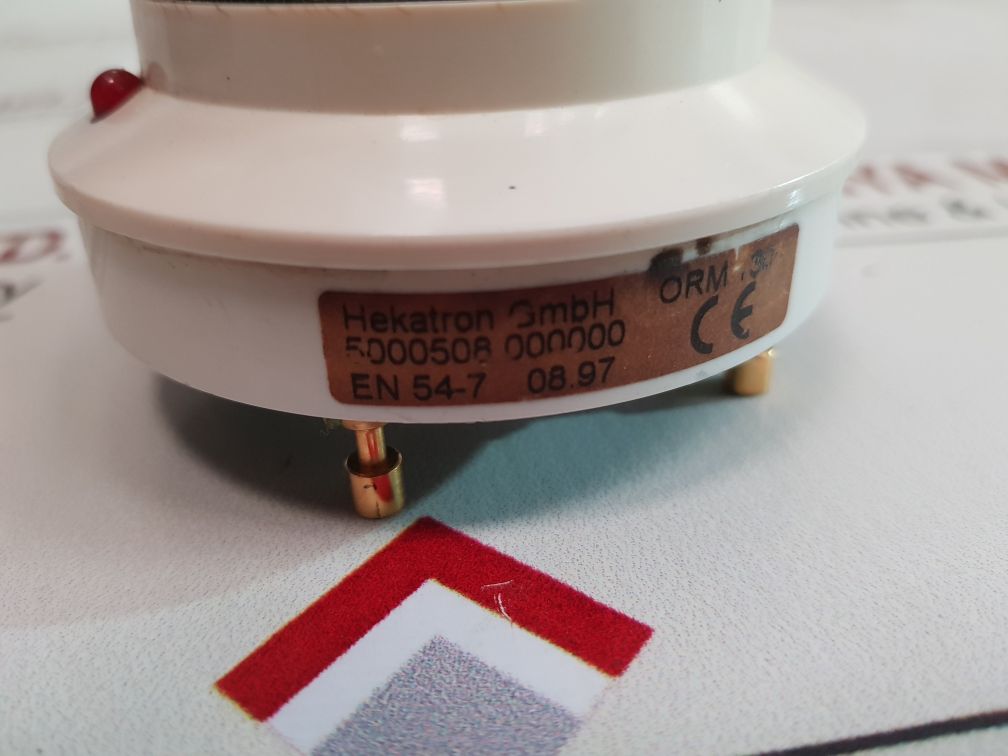 Hekatron GmbH
ORM
5000508 000000
CE
EN 54-7 08.97